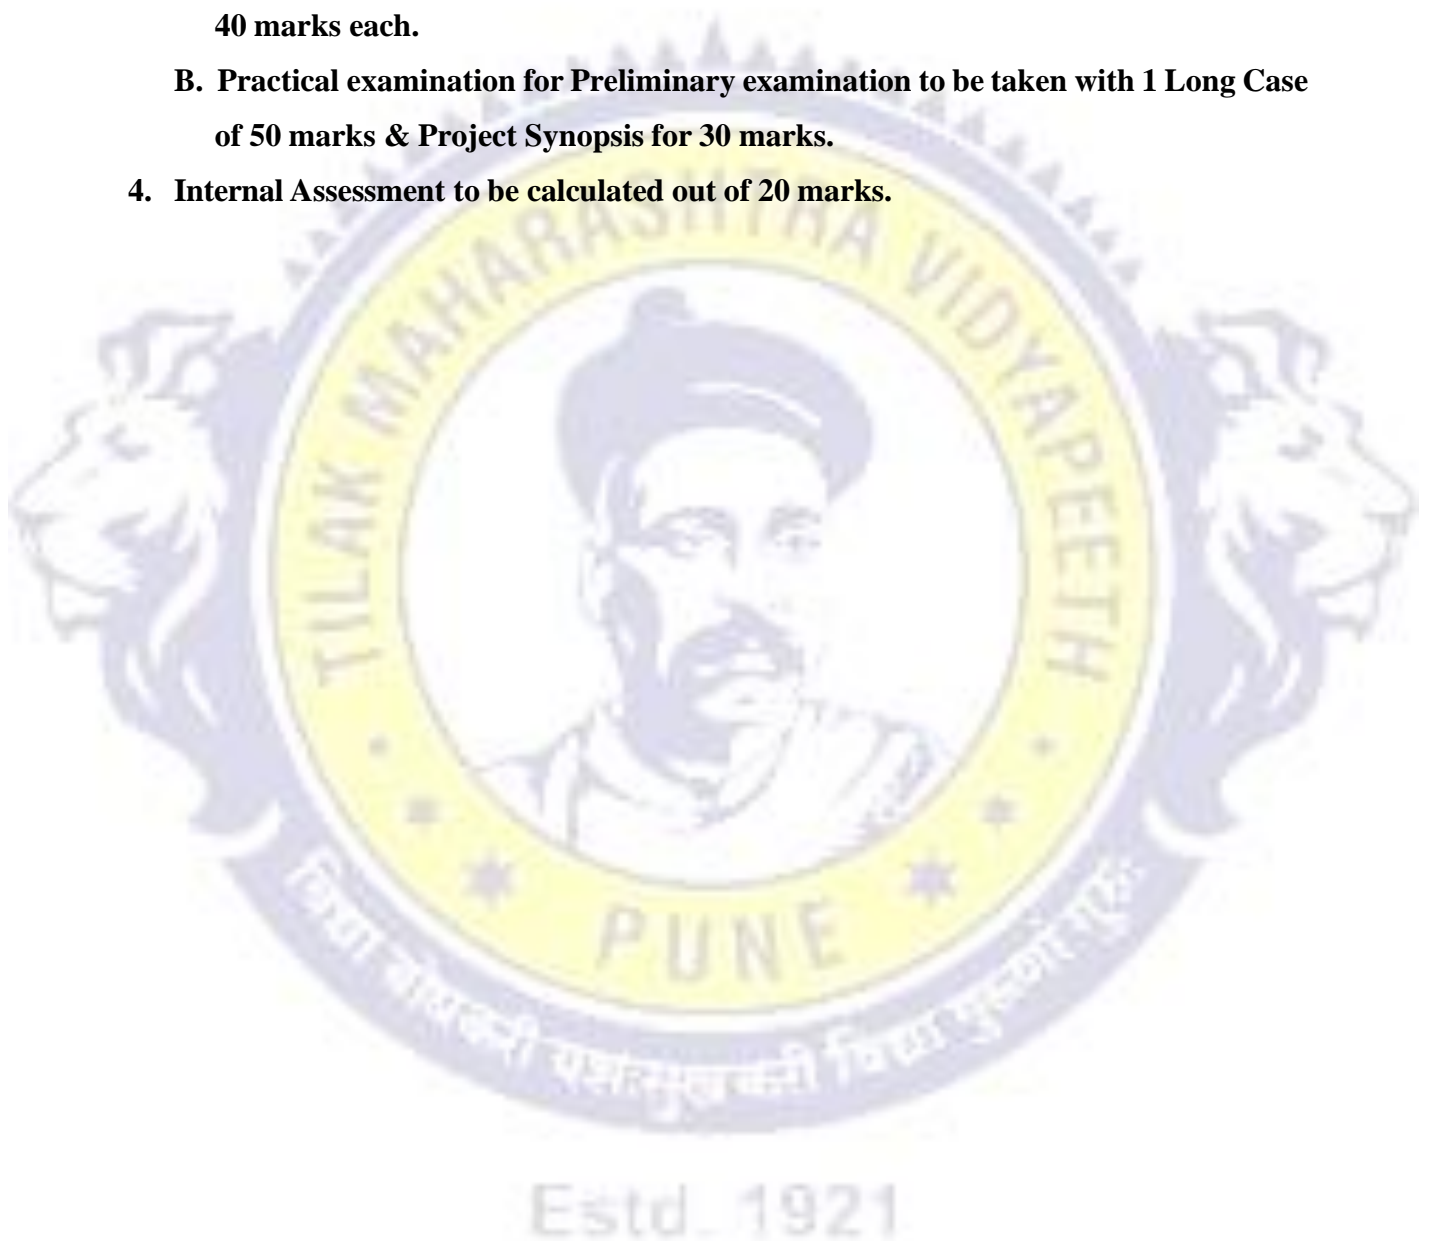 40 marks each.
B. Practical examination for Preliminary examination to be taken with 1 Long Case
of 50 marks & Project Synopsis for 30 marks.
4. Internal Assessment to be calculated out of 20 marks.
TILAK MAHARASHTRA VIDYAPEETH
PUNE
Estd. 1921